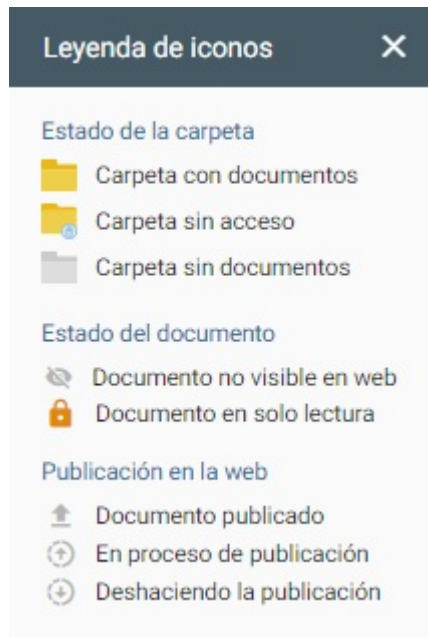 Leyenda de iconos
Estado de la carpeta
Carpeta con documentos
Carpeta sin acceso
Carpeta sin documentos
Estado del documento
Documento no visible en web
Documento en solo lectura
Publicación en la web
Documento publicado
En proceso de publicación
Deshaciendo la publicación